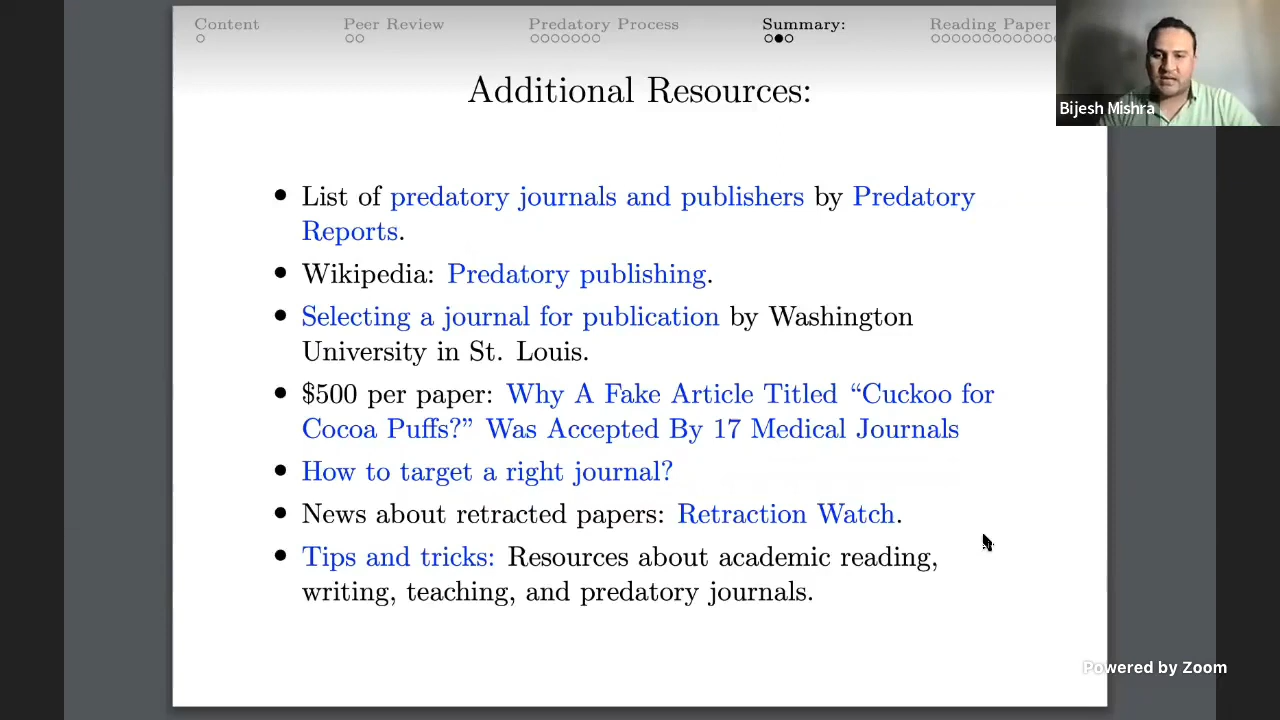 Content Peer Review Predatory Process Summary: Reading Paper
Bijesh Mishra
Additional Resources:
• List of predatory journals and publishers by Predatory
Reports.
• Wikipedia: Predatory publishing.
• Selecting a journal for publication by Washington
University in St. Louis.
• $500 per paper: Why A Fake Article Titled “Cuckoo for
Cocoa Puffs?” Was Accepted By 17 Medical Journals
• How to target a right journal?
• News about retracted papers: Retraction Watch.
• Tips and tricks: Resources about academic reading,
writing, teaching, and predatory journals.
Powered by Zoom